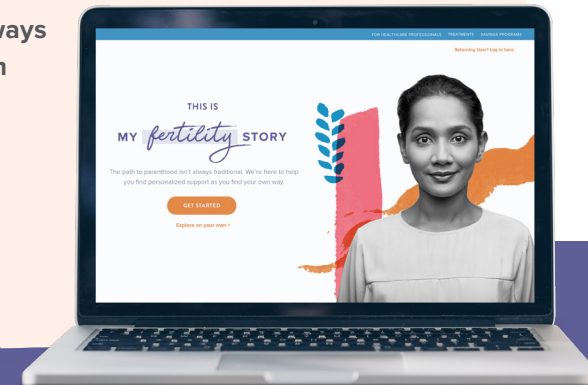 ways
n
FOR HEALTHCARE PROFESSIONALS TREATMENTS SAVINGS PROGRAMS
Returning User? Log in here.
THIS IS
MY fertility STORY
The path to parenthood isn't always traditional. We're here to help
you find personalized support as you find your own way.
GET STARTED
Explore on your own >